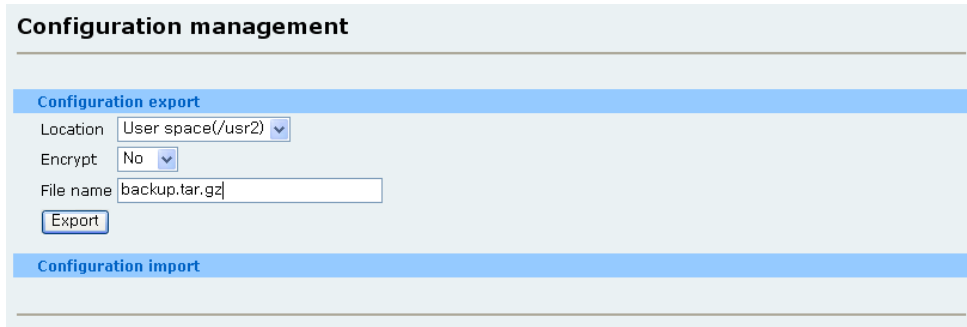 Configuration management
Configuration export
Location User space(/usr2)
Encrypt No
File name backup.tar.gz
Export
Configuration import